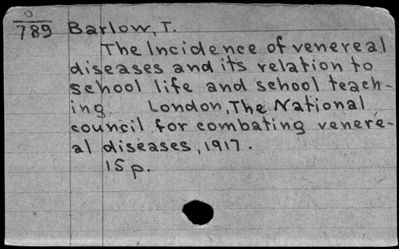 0
789 Barlow, T.
The Incidence of venereal
diseases and its relation to
school life and school teach-
ing. London, The National
council for combating venere-
al diseases, 1917.
15 p.